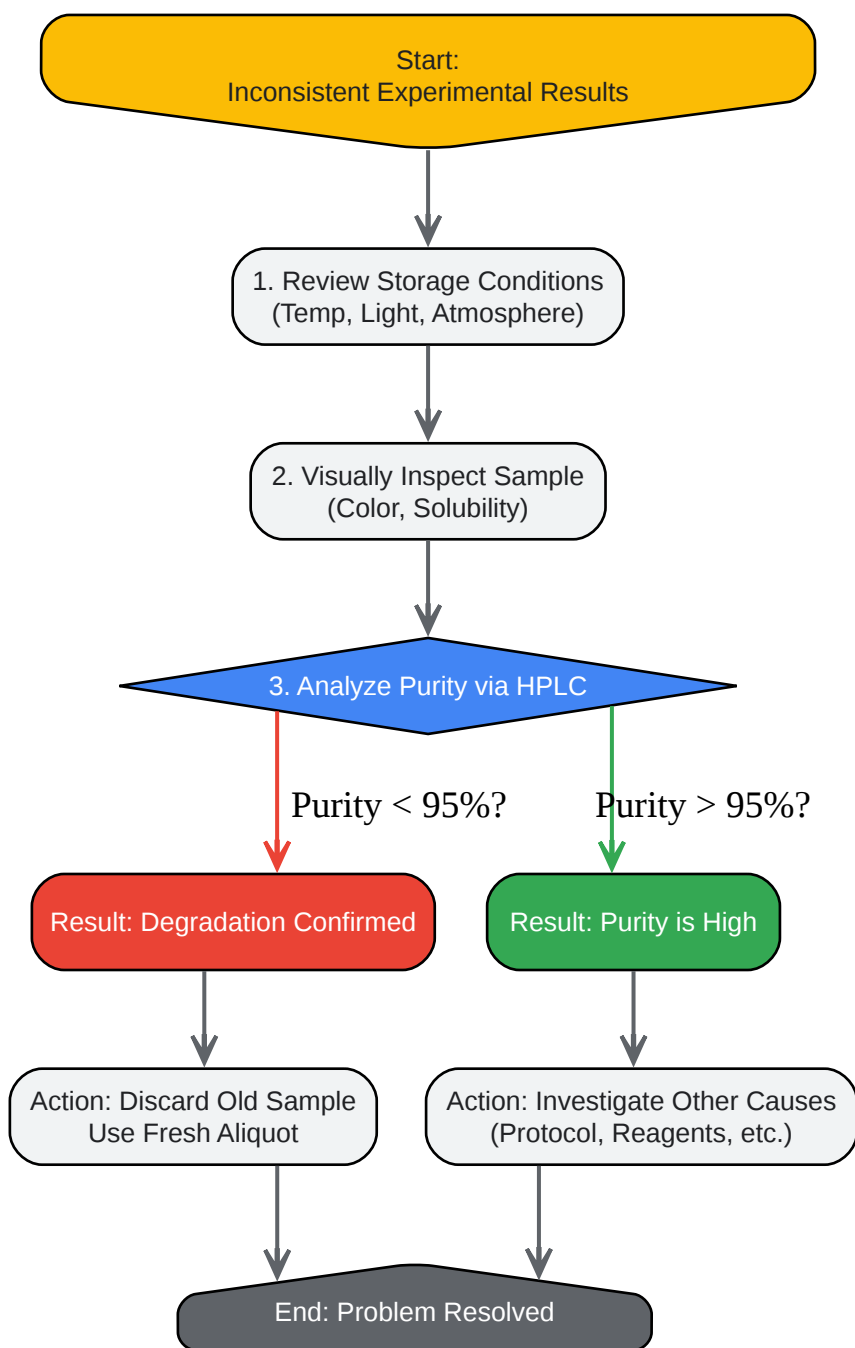 Start:
Inconsistent Experimental Results
1. Review Storage Conditions
(Temp, Light, Atmosphere)
2. Visually Inspect Sample
(Color, Solubility)
3. Analyze Purity via HPLC
Purity < 95%?
Purity > 95%?
Result: Degradation Confirmed
Result: Purity is High
Action: Discard Old Sample
Use Fresh Aliquot
Action: Investigate Other Causes
(Protocol, Reagents, etc.)
End: Problem Resolved